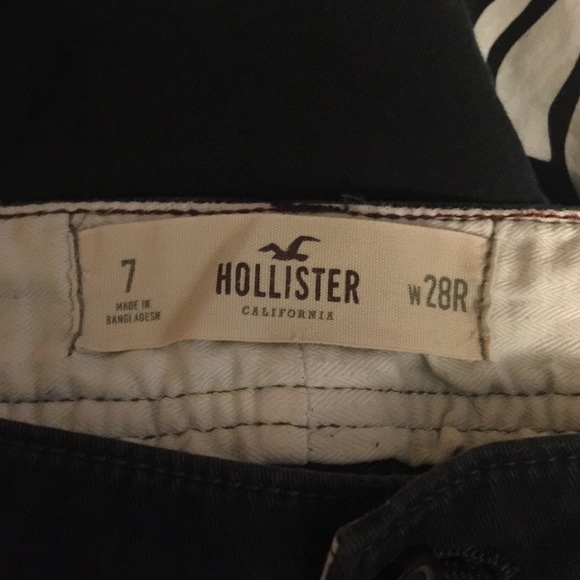 7
MADE IN
BANGLADESH
HOLLISTER
CALIFORNIA
W28R